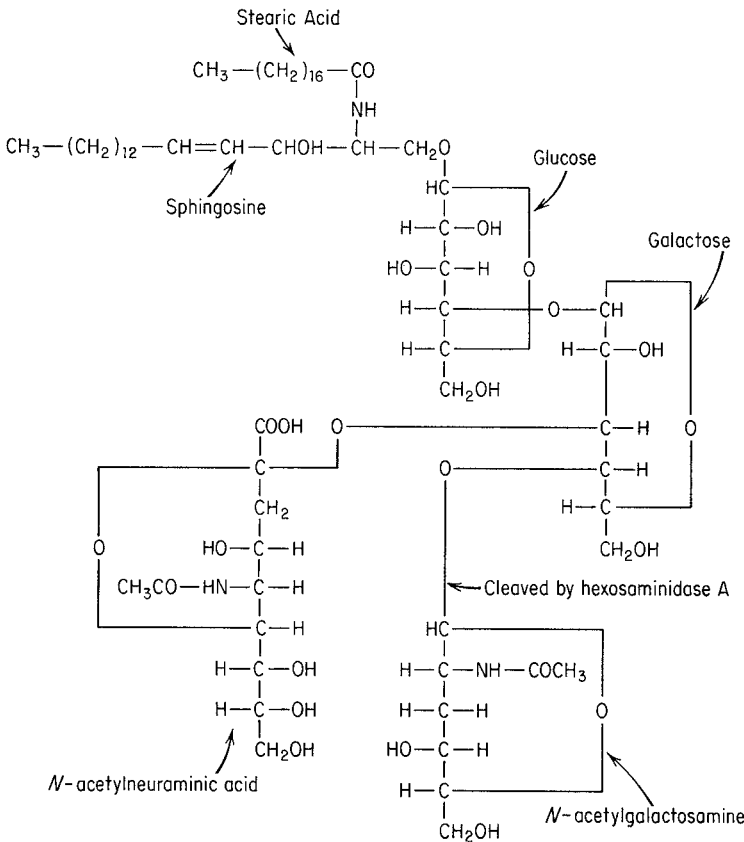 Stearic Acid
CH3—(CH2)16—CO
NH
CH3—(CH2)12—CH=CH—CHOH—CH—CH2O
Sphingosine
Glucose
HC
H—C—OH
Galactose
HO—C—H
O
H—C
O
CH
H—C
H—C—OH
CH2OH
COOH
O
C—H
O
C
O
C—H
CH2
H—C
O
HO—C—H
CH2OH
CH3CO—HN—C—H
Cleaved by hexosaminidase A
C—H
HC
H—C—OH
H—C—NH—COCH3
H—C—OH
H—C—H
O
CH2OH
HO—C—H
N-acetylneuraminic acid
H—C
N-acetylgalactosamine
CH2OH